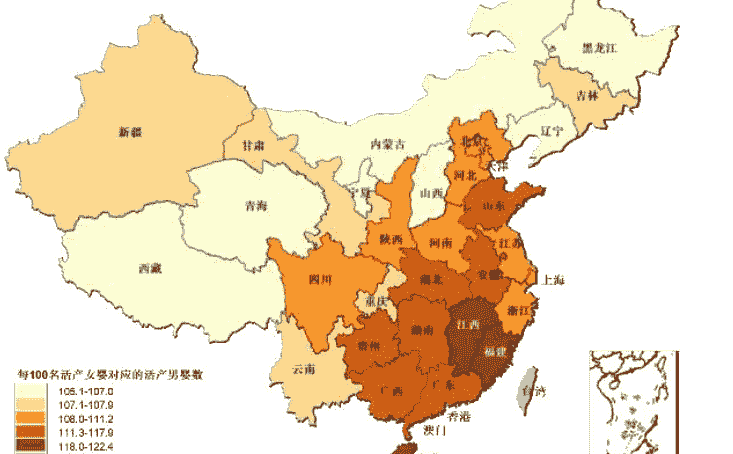 黑龙江
吉林
新疆
辽宁
内蒙古
北京
甘肃
天津
河北
宁夏
山西
青海
山东
陕西
河南
江苏
西藏
四川
湖北
安徽
上海
重庆
浙江
江西
湖南
贵州
福建
云南
每100名活产女婴对应的活产男婴数
广西
广东
台湾
105.1-107.0
107.1-107.9
108.0-111.2
111.3-117.9
118.0-122.4
香港
澳门